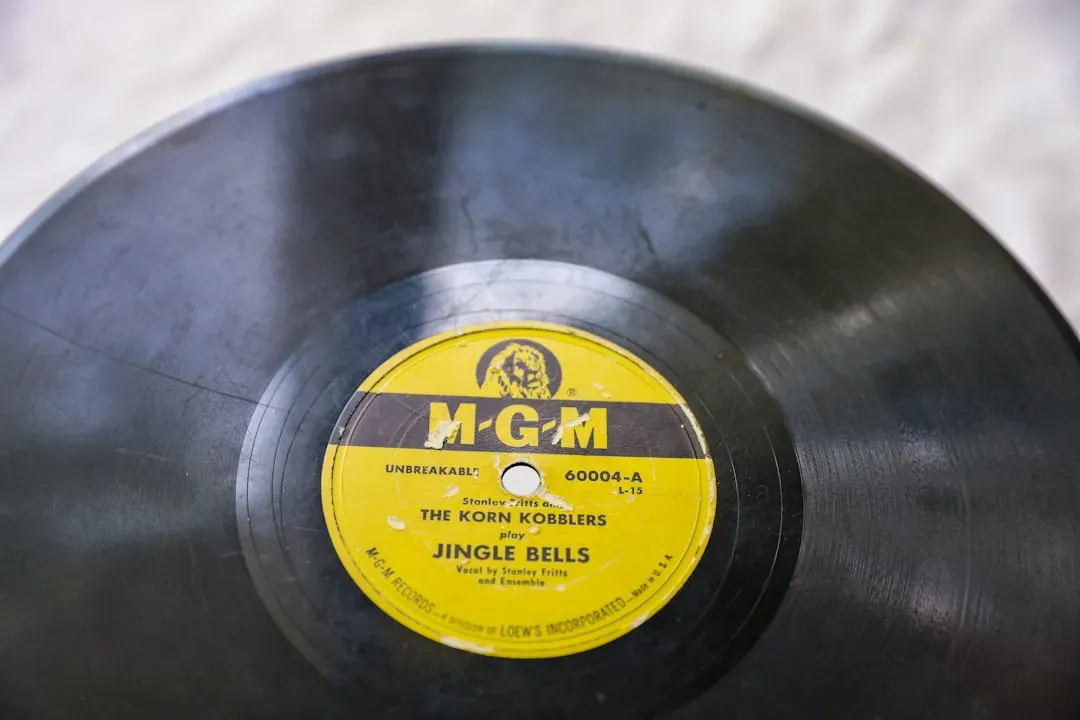 ®
M-G-M
UNBREAKABLE 60004-A
L-15
Stanley Fritts and
THE KORN KOBBLERS
play
JINGLE BELLS
Vocal by Stanley Fritts
and Ensemble
M-G-M RECORDS—A DIVISION OF LOEW'S INCORPORATED—Made in U.S.A.